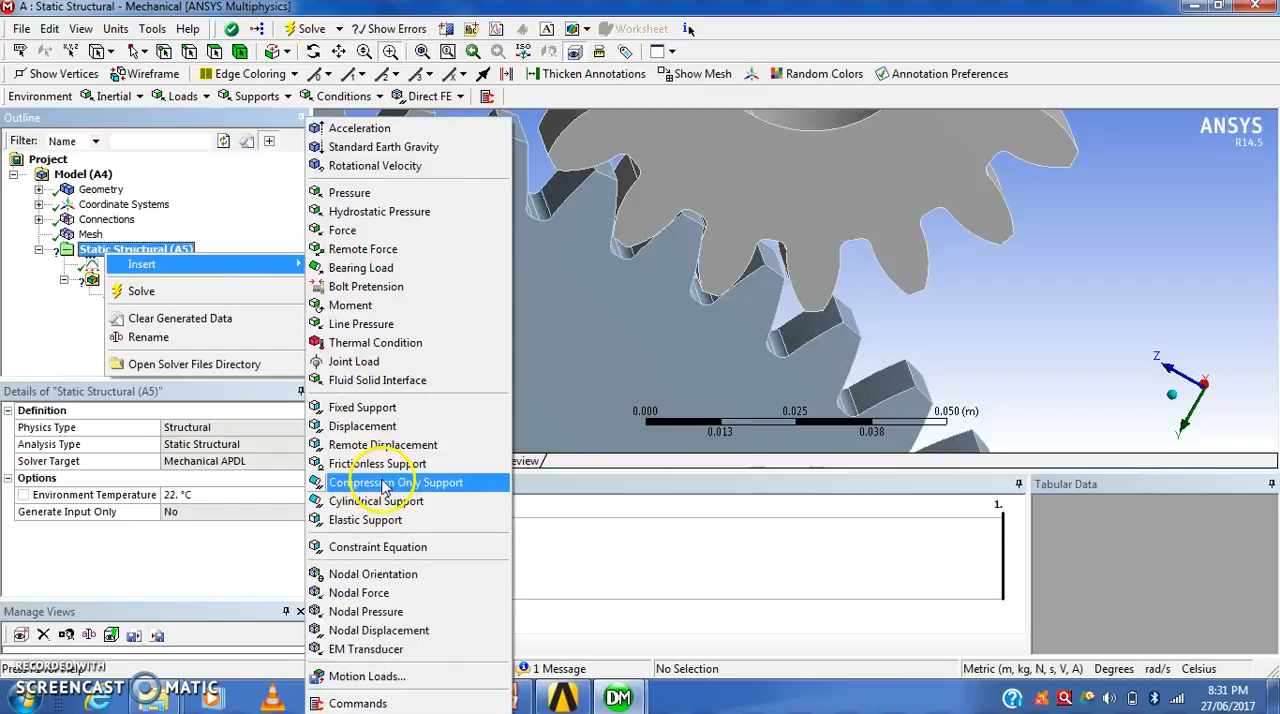 A : Static Structural - Mechanical [ANSYS Multiphysics]
File Edit View Units Tools Help Solve ?/ Show Errors Worksheet
Show Vertices Wireframe Edge Coloring Thicken Annotations Show Mesh Random Colors Annotation Preferences
Environment Inertial Loads Supports Conditions Direct FE
Outline
Filter: Name
Project
Model (A4)
Geometry
Coordinate Systems
Connections
Mesh
Static Structural (A5)
Insert
Solve
Clear Generated Data
Rename
Open Solver Files Directory
Acceleration
Standard Earth Gravity
Rotational Velocity
Pressure
Hydrostatic Pressure
Force
Remote Force
Bearing Load
Bolt Pretension
Moment
Line Pressure
Thermal Condition
Joint Load
Fluid Solid Interface
Fixed Support
Displacement
Remote Displacement
Frictionless Support
Compression Only Support
Cylindrical Support
Elastic Support
Constraint Equation
Nodal Orientation
Nodal Force
Nodal Pressure
Nodal Displacement
EM Transducer
Motion Loads...
Commands
ANSYS
R14.5
Z
X
Y
0.000 0.025 0.050 (m)
0.013 0.038
Details of "Static Structural (A5)"
Definition
Physics Type Structural
Analysis Type Static Structural
Solver Target Mechanical APDL
Options
Environment Temperature 22. °C
Generate Input Only No
Manage Views
Tabular Data
1.
1 Message No Selection Metric (m, kg, N, s, V, A) Degrees rad/s Celsius
RECORDED WITH
SCREENCAST MATIC
DM
8:31 PM
27/06/2017